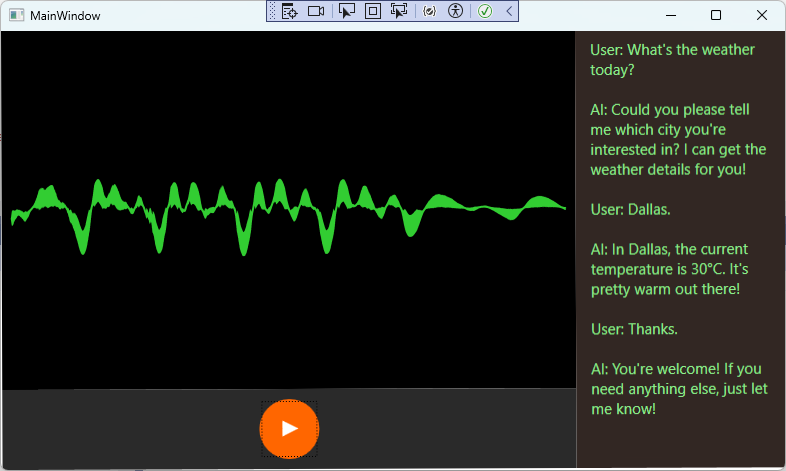 MainWindow
User: What's the weather
today?
AI: Could you please tell
me which city you're
interested in? I can get the
weather details for you!
User: Dallas.
AI: In Dallas, the current
temperature is 30°C. It's
pretty warm out there!
User: Thanks.
AI: You're welcome! If you
need anything else, just let
me know!